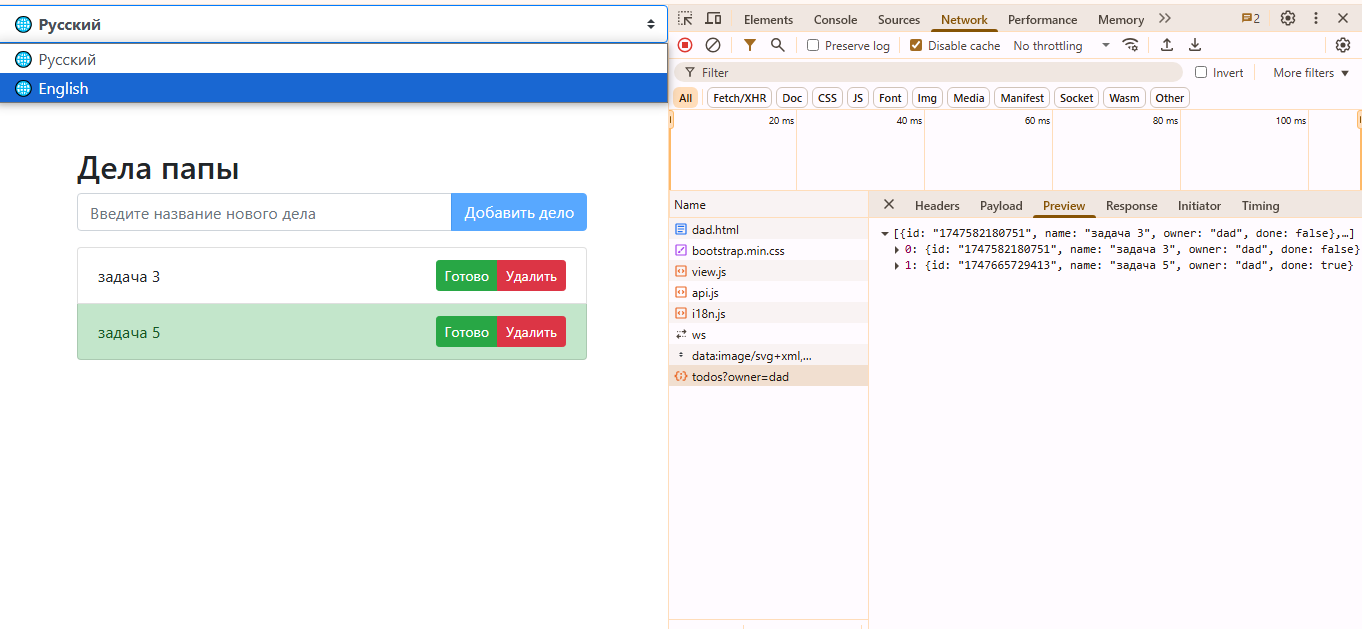 🌐 Русский
🌐 Русский
🌐 English
Дела папы
Введите название нового дела
Добавить дело
задача 3
Готово
Удалить
задача 5
Готово
Удалить
Elements Console Sources Network Performance Memory 2
Preserve log Disable cache No throttling
Filter Invert More filters
All Fetch/XHR Doc CSS JS Font Img Media Manifest Socket Wasm Other
20 ms 40 ms 60 ms 80 ms 100 ms
Name
dad.html
bootstrap.min.css
view.js
api.js
i18n.js
ws
data:image/svg+xml,...
todos?owner=dad
Headers Payload Preview Response Initiator Timing
[{id: "1747582180751", name: "задача 3", owner: "dad", done: false},…]
0: {id: "1747582180751", name: "задача 3", owner: "dad", done: false}
1: {id: "1747665729413", name: "задача 5", owner: "dad", done: true}